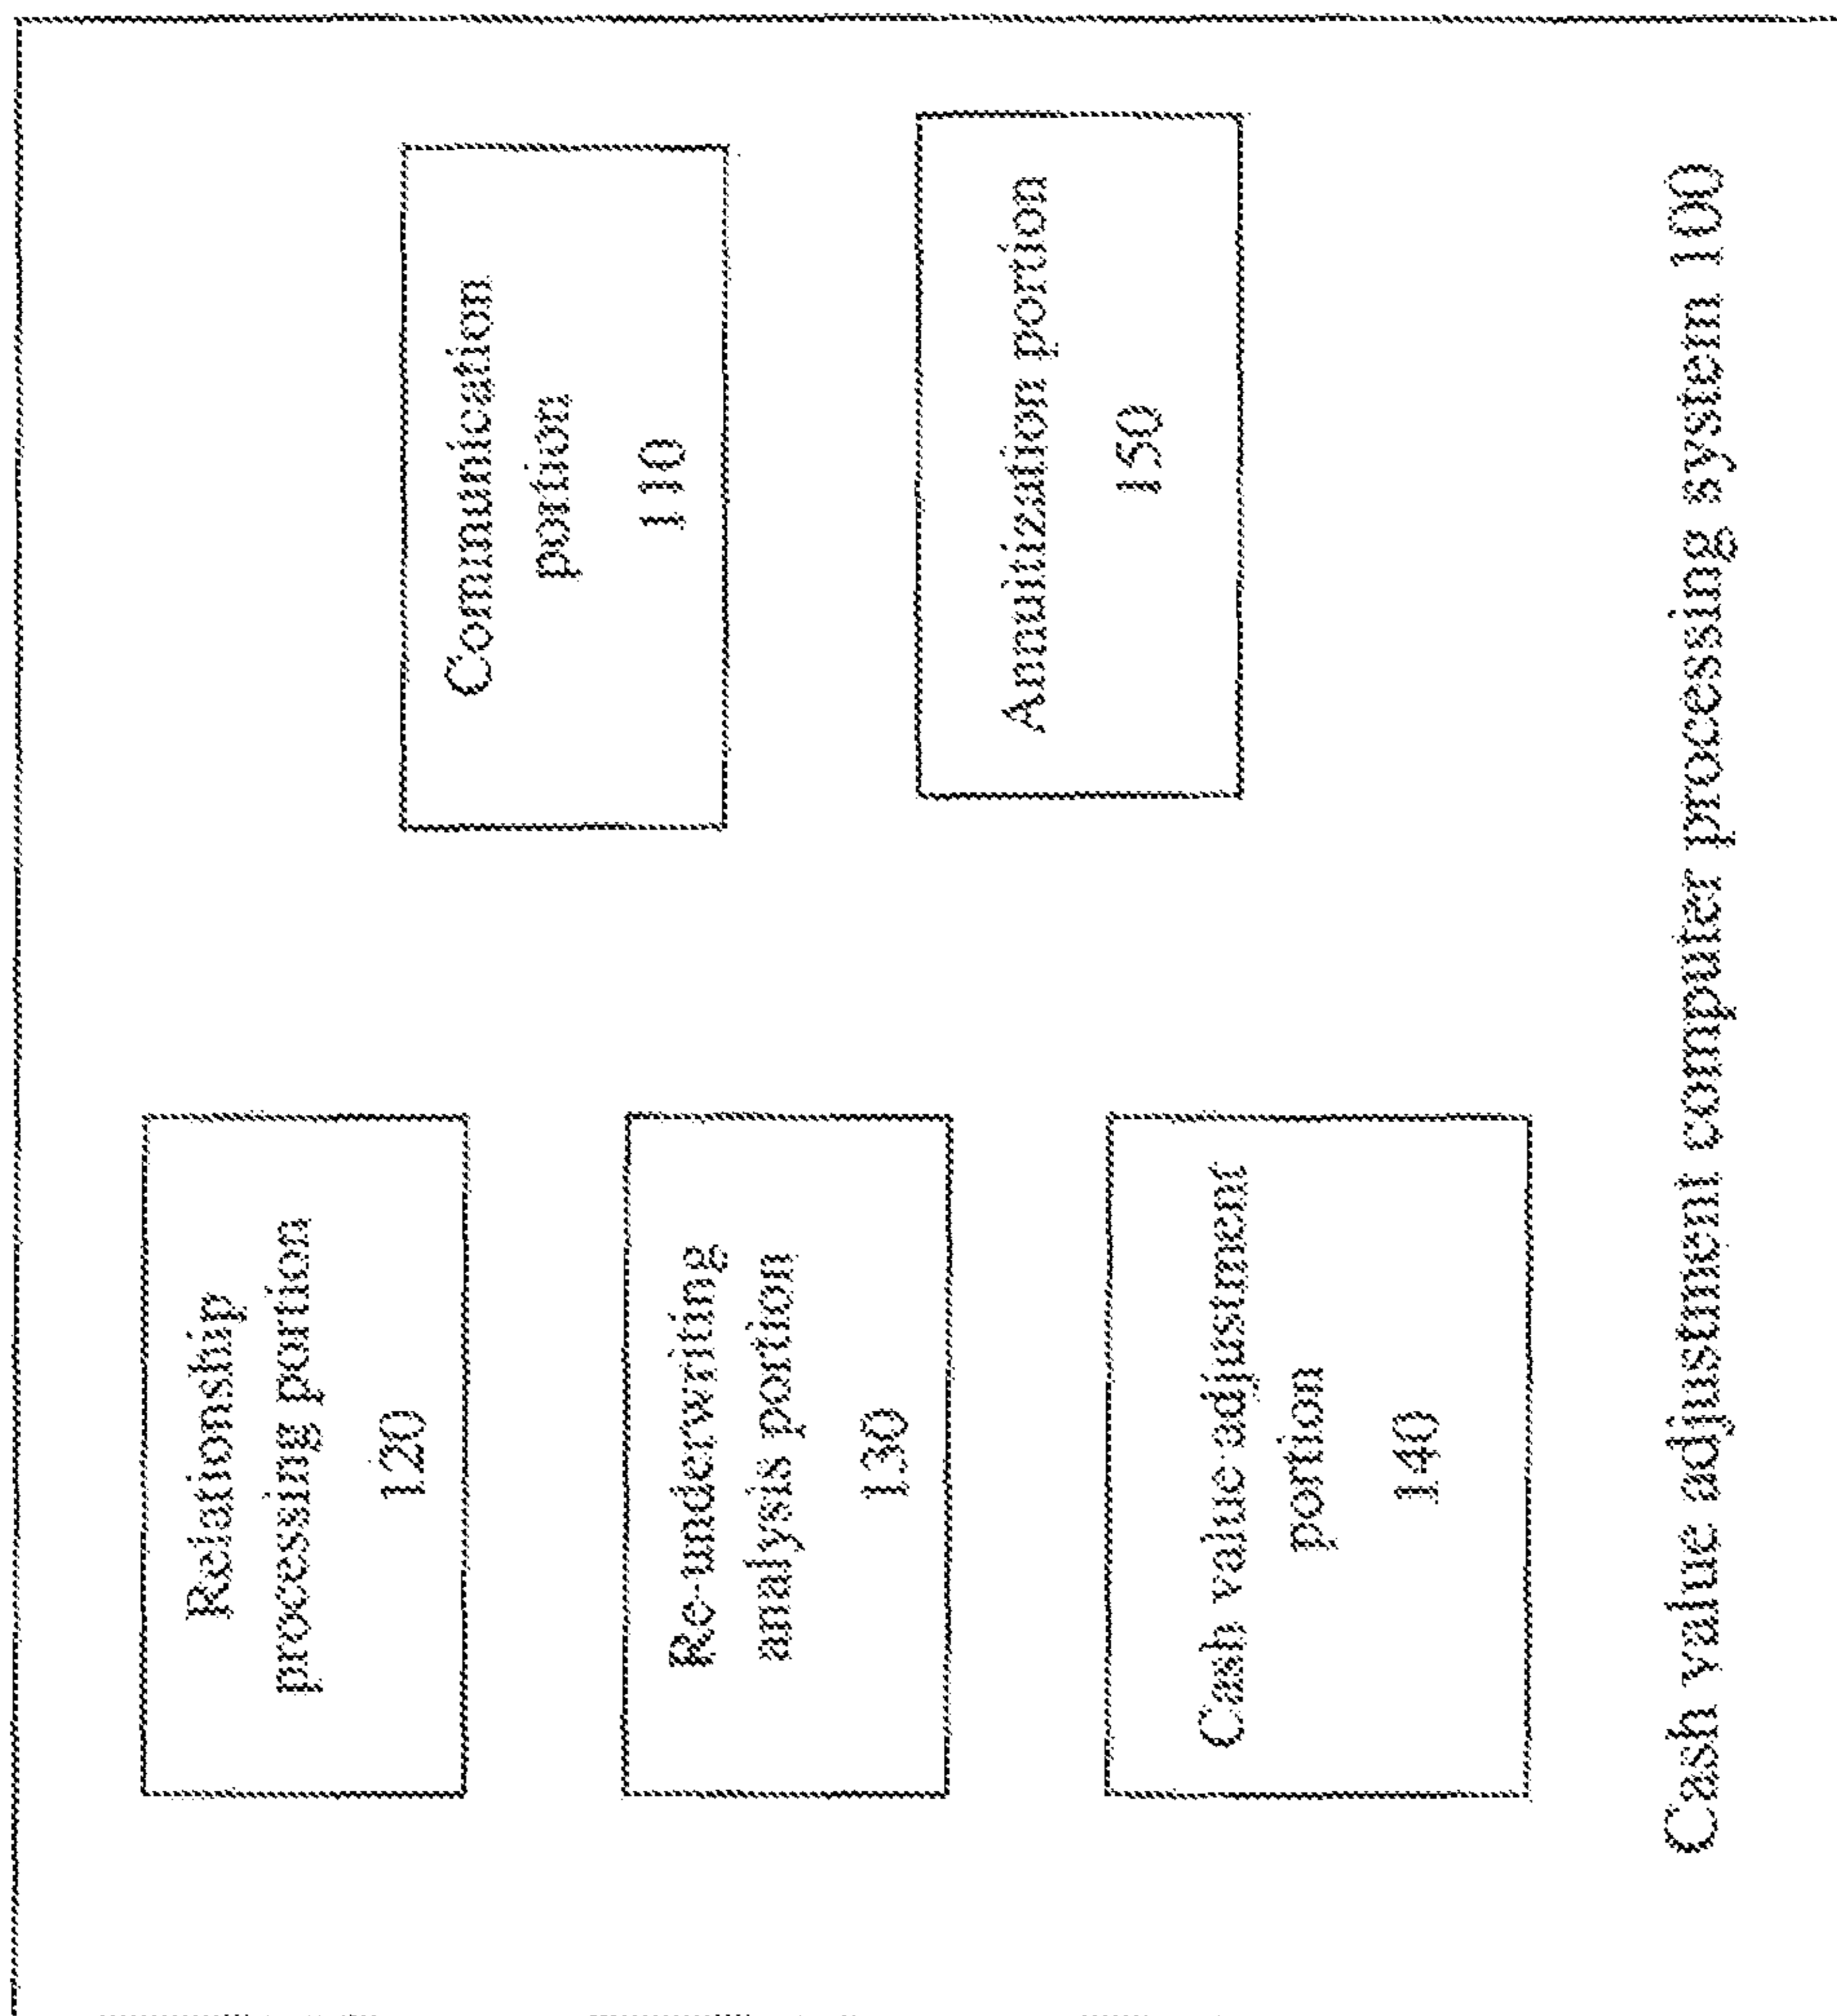 Relationship
processing portion
120
Re-underwriting
analysis portion
130
Cash value adjustment
portion
140
Communication
portion
110
Annuitization portion
150
Cash value adjustment computer processing system 100